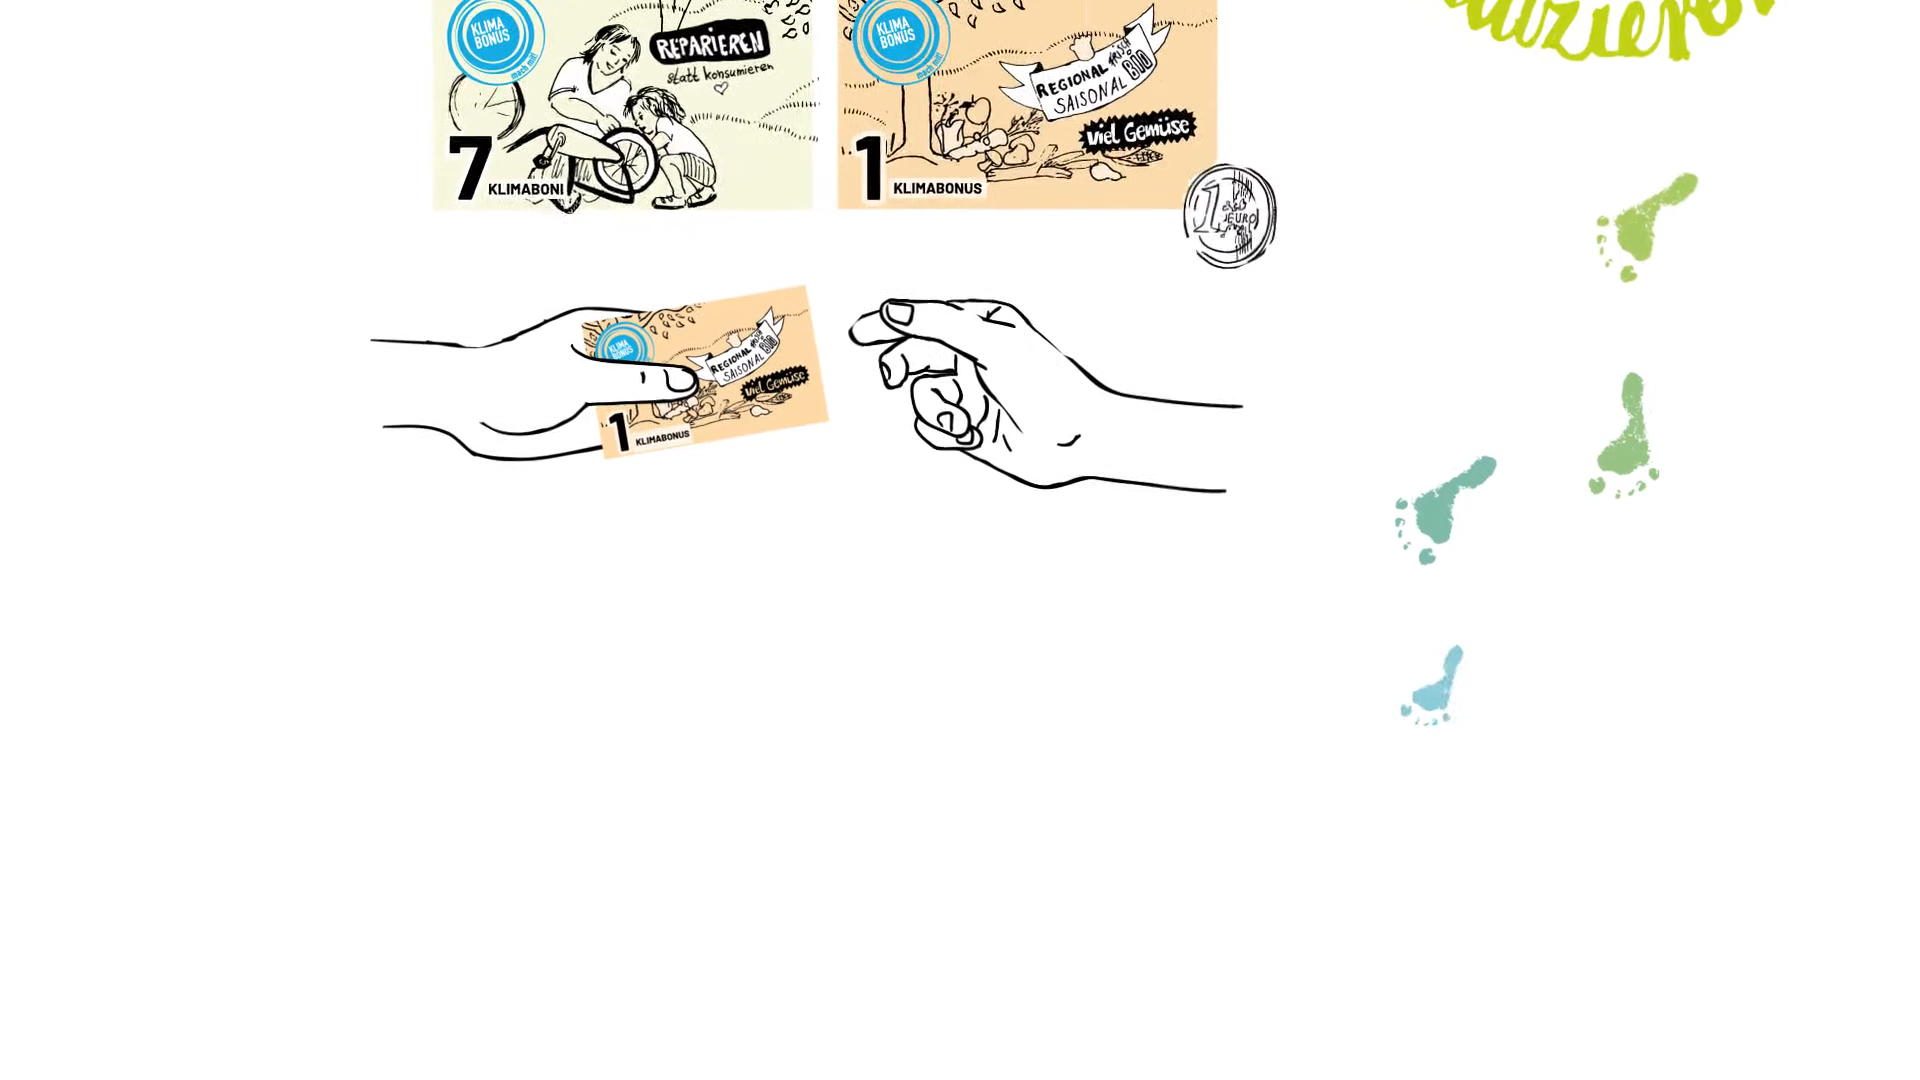 KLIMA
BONUS
mach mit!
REPARIEREN
statt konsumieren
7 KLIMABONI
KLIMA
BONUS
mach mit!
REGIONAL FRISCH
SAISONAL BIO
Viel Gemüse
1 KLIMABONUS
1 EURO
KLIMA
BONUS
REGIONAL FRISCH
SAISONAL BIO
Viel Gemüse
1 KLIMABONUS